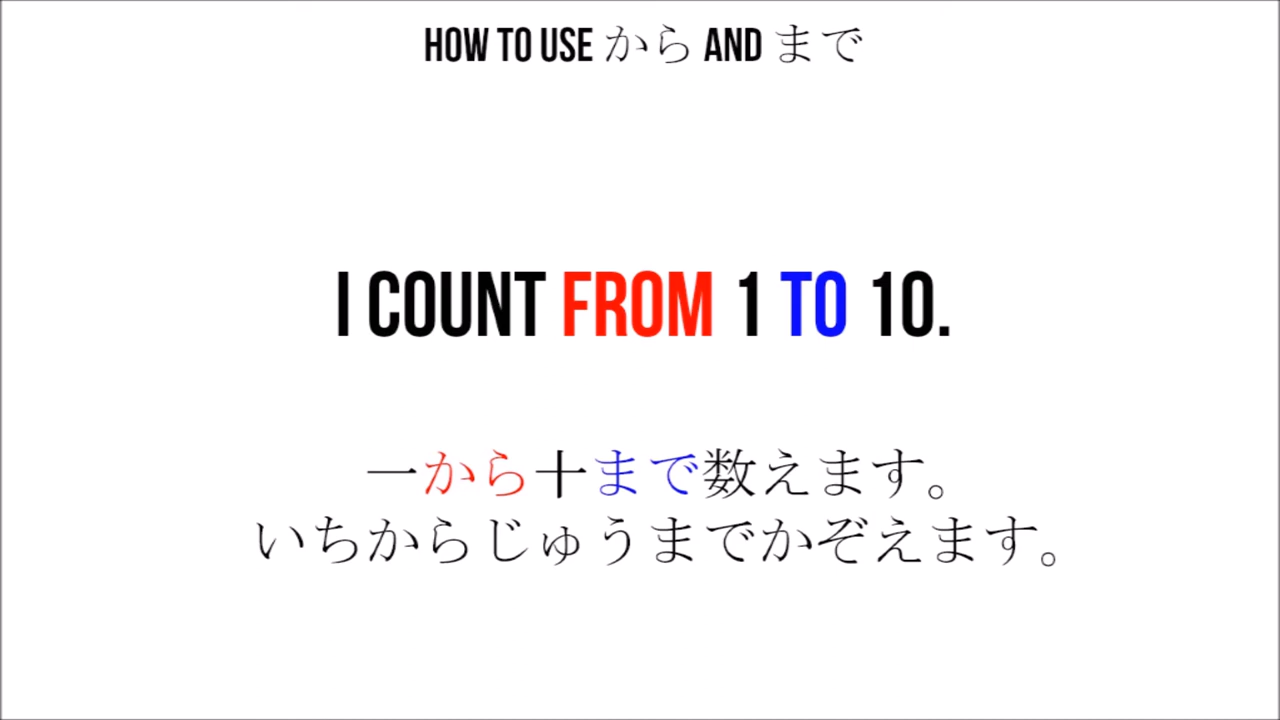 HOW TO USE から AND まで
I COUNT FROM 1 TO 10.
一から十まで数えます。
いちからじゅうまでかぞえます。